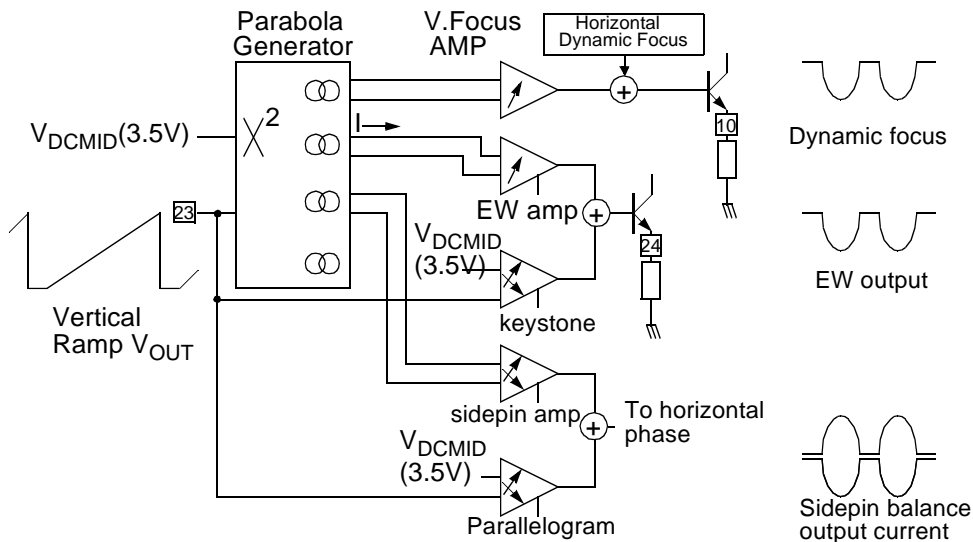 Parabola
Generator
V.Focus
AMP
Horizontal
Dynamic Focus
X2
I
10
Dynamic focus
VDCMID(3.5V)
EW amp
23
24
VDCMID
(3.5V)
EW output
keystone
Vertical
Ramp VOUT
sidepin amp
To horizontal
phase
VDCMID
(3.5V)
Parallelogram
Sidepin balance
output current